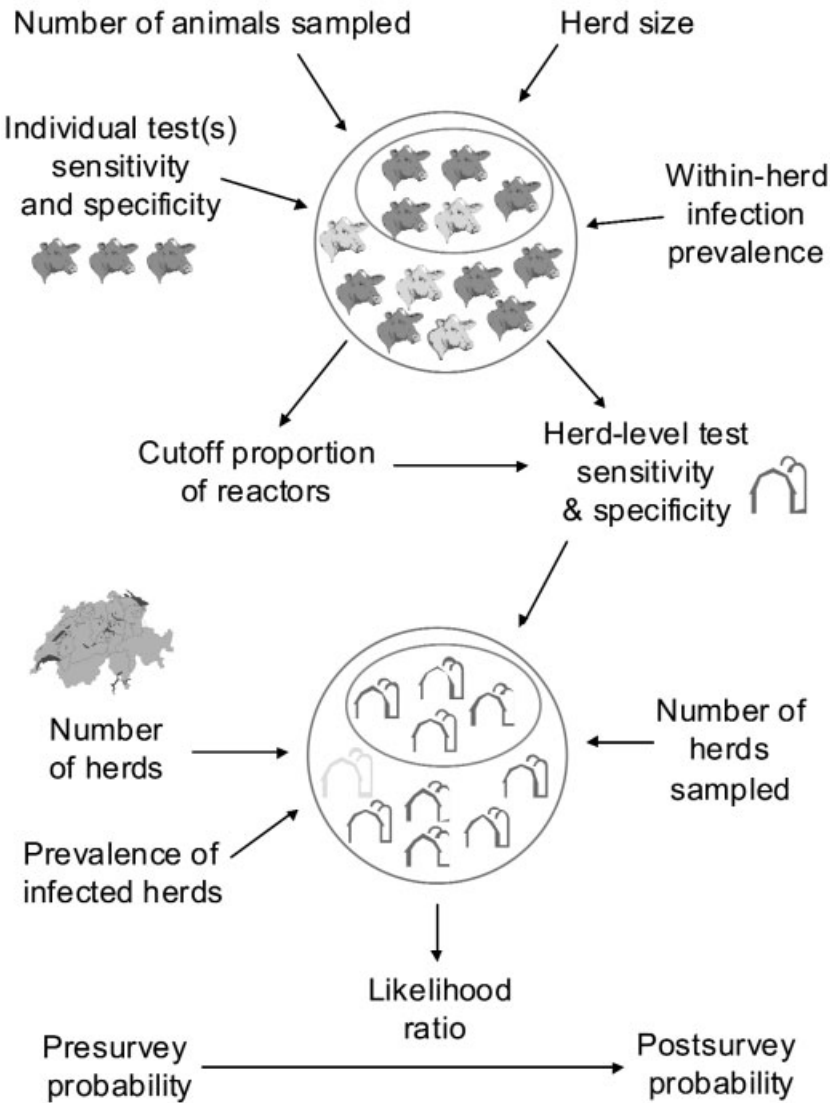 Number of animals sampled
Herd size
Individual test(s)
sensitivity
and specificity
Within-herd
infection
prevalence
Cutoff proportion
of reactors
Herd-level test
sensitivity
& specificity
Number
of herds
Number of
herds
sampled
Prevalence of
infected herds
Likelihood
ratio
Presurvey
probability
Postsurvey
probability